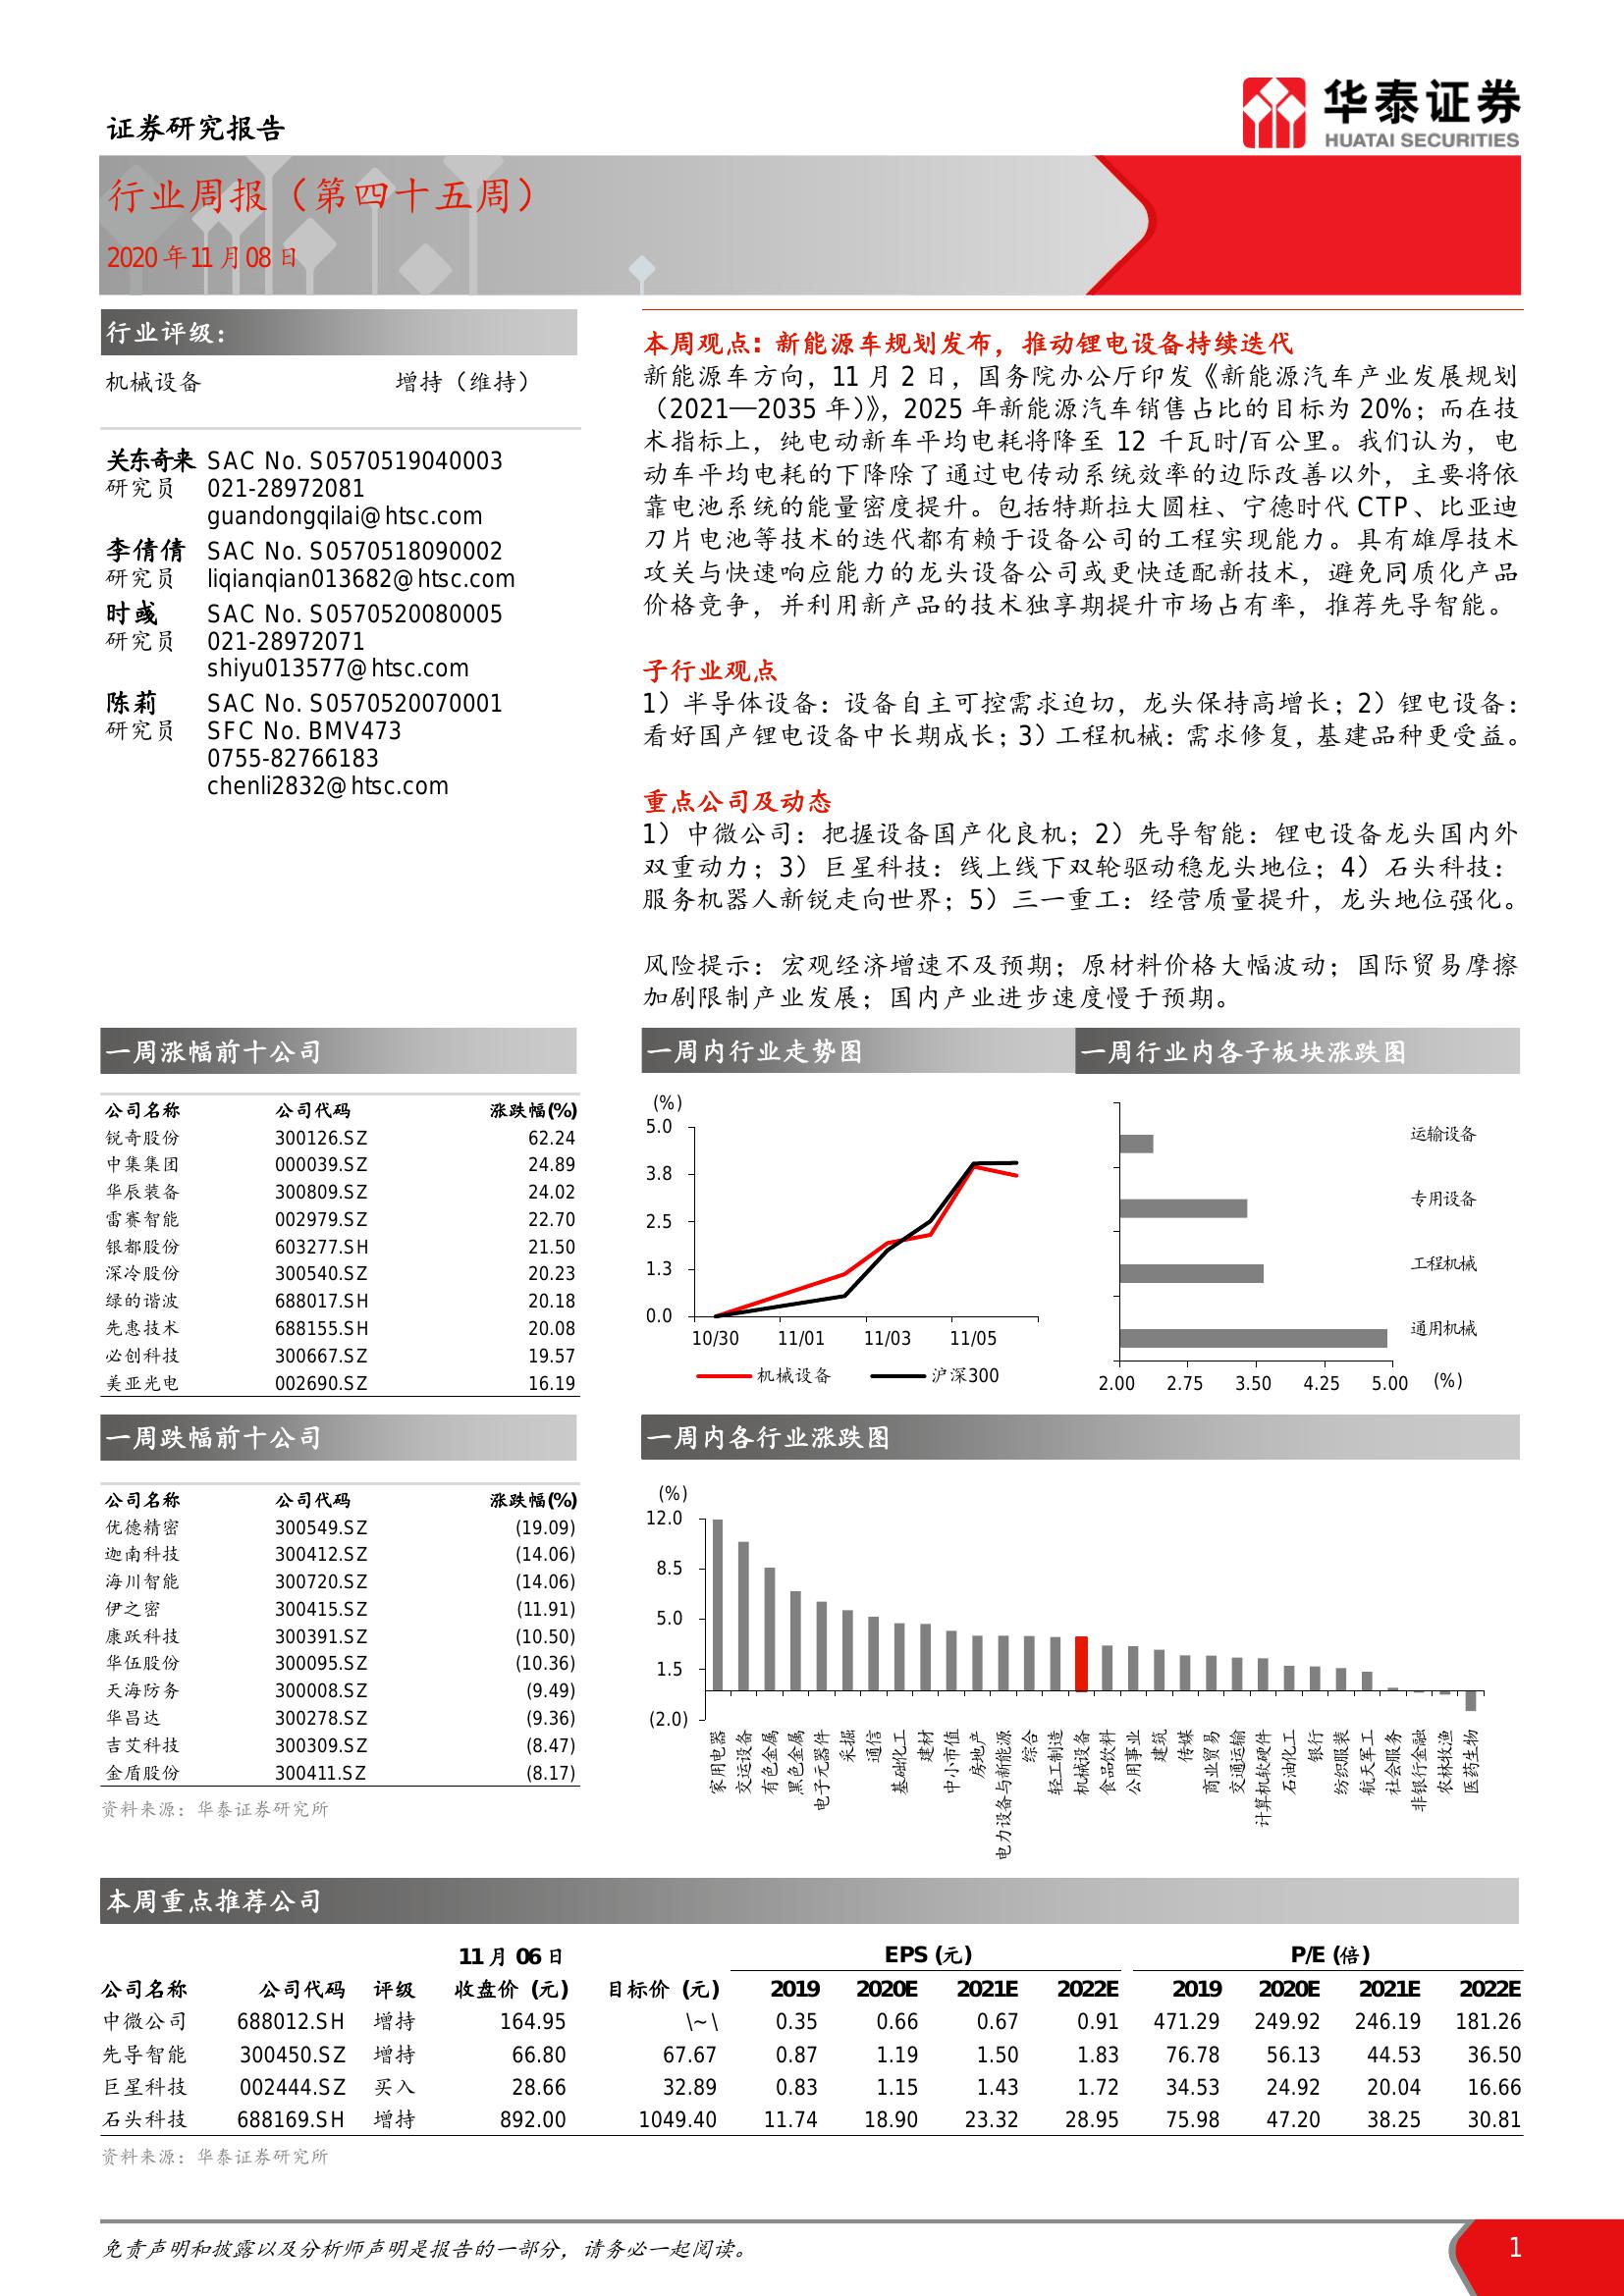 华泰证券
HUATAI SECURITIES
证券研究报告
行业周报（第四十五周）
2020年11月08日
行业评级：
机械设备 增持（维持）
关东奇来 SAC No. S0570519040003
研究员 021-28972081
guandongqilai@htsc.com
李倩倩 SAC No. S0570518090002
研究员 liqianqian013682@htsc.com
时彧 SAC No. S0570520080005
研究员 021-28972071
shiyu013577@htsc.com
陈莉 SAC No. S0570520070001
研究员 SFC No. BMV473
0755-82766183
chenli2832@htsc.com
本周观点：新能源车规划发布，推动锂电设备持续迭代
新能源车方向，11 月 2 日，国务院办公厅印发《新能源汽车产业发展规划
（2021—2035 年）》，2025 年新能源汽车销售占比的目标为 20%；而在技
术指标上，纯电动新车平均电耗将降至 12 千瓦时/百公里。我们认为，电
动车平均电耗的下降除了通过电传动系统效率的边际改善以外，主要将依
靠电池系统的能量密度提升。包括特斯拉大圆柱、宁德时代 CTP、比亚迪
刀片电池等技术的迭代都有赖于设备公司的工程实现能力。具有雄厚技术
攻关与快速响应能力的龙头设备公司或更快适配新技术，避免同质化产品
价格竞争，并利用新产品的技术独享期提升市场占有率，推荐先导智能。
子行业观点
1）半导体设备：设备自主可控需求迫切，龙头保持高增长；2）锂电设备：
看好国产锂电设备中长期成长；3）工程机械：需求修复，基建品种更受益。
重点公司及动态
1）中微公司：把握设备国产化良机；2）先导智能：锂电设备龙头国内外
双重动力；3）巨星科技：线上线下双轮驱动稳龙头地位；4）石头科技：
服务机器人新锐走向世界；5）三一重工：经营质量提升，龙头地位强化。
风险提示：宏观经济增速不及预期；原材料价格大幅波动；国际贸易摩擦
加剧限制产业发展；国内产业进步速度慢于预期。
一周涨幅前十公司
公司名称 公司代码 涨跌幅(%)
锐奇股份 300126.SZ 62.24
中集集团 000039.SZ 24.89
华辰装备 300809.SZ 24.02
雷赛智能 002979.SZ 22.70
银都股份 603277.SH 21.50
深冷股份 300540.SZ 20.23
绿的谐波 688017.SH 20.18
先惠技术 688155.SH 20.08
必创科技 300667.SZ 19.57
美亚光电 002690.SZ 16.19
一周内行业走势图
(%)
5.0
3.8
2.5
1.3
0.0
10/30 11/01 11/03 11/05
机械设备 沪深300
一周行业内各子板块涨跌图
运输设备
专用设备
工程机械
通用机械
2.00 2.75 3.50 4.25 5.00 (%)
一周跌幅前十公司
公司名称 公司代码 涨跌幅(%)
优德精密 300549.SZ (19.09)
迦南科技 300412.SZ (14.06)
海川智能 300720.SZ (14.06)
伊之密 300415.SZ (11.91)
康跃科技 300391.SZ (10.50)
华伍股份 300095.SZ (10.36)
天海防务 300008.SZ (9.49)
华昌达 300278.SZ (9.36)
吉艾科技 300309.SZ (8.47)
金盾股份 300411.SZ (8.17)
资料来源：华泰证券研究所
一周内各行业涨跌图
(%)
12.0
8.5
5.0
1.5
(2.0)
家用电器
交运设备
有色金属
黑色金属
电子元器件
采掘
通信
基础化工
建材
中小市值
房地产
电力设备与新能源
综合
轻工制造
机械设备
食品饮料
公用事业
建筑
传媒
商业贸易
交通运输
计算机软硬件
石油化工
银行
纺织服装
航天军工
社会服务
非银行金融
农林牧渔
医药生物
本周重点推荐公司
11月 06日 EPS (元) P/E (倍)
公司名称 公司代码 评级 收盘价 (元) 目标价 (元) 2019 2020E 2021E 2022E 2019 2020E 2021E 2022E
中微公司 688012.SH 增持 164.95 \~\ 0.35 0.66 0.67 0.91 471.29 249.92 246.19 181.26
先导智能 300450.SZ 增持 66.80 67.67 0.87 1.19 1.50 1.83 76.78 56.13 44.53 36.50
巨星科技 002444.SZ 买入 28.66 32.89 0.83 1.15 1.43 1.72 34.53 24.92 20.04 16.66
石头科技 688169.SH 增持 892.00 1049.40 11.74 18.90 23.32 28.95 75.98 47.20 38.25 30.81
资料来源：华泰证券研究所
免责声明和披露以及分析师声明是报告的一部分，请务必一起阅读。 1